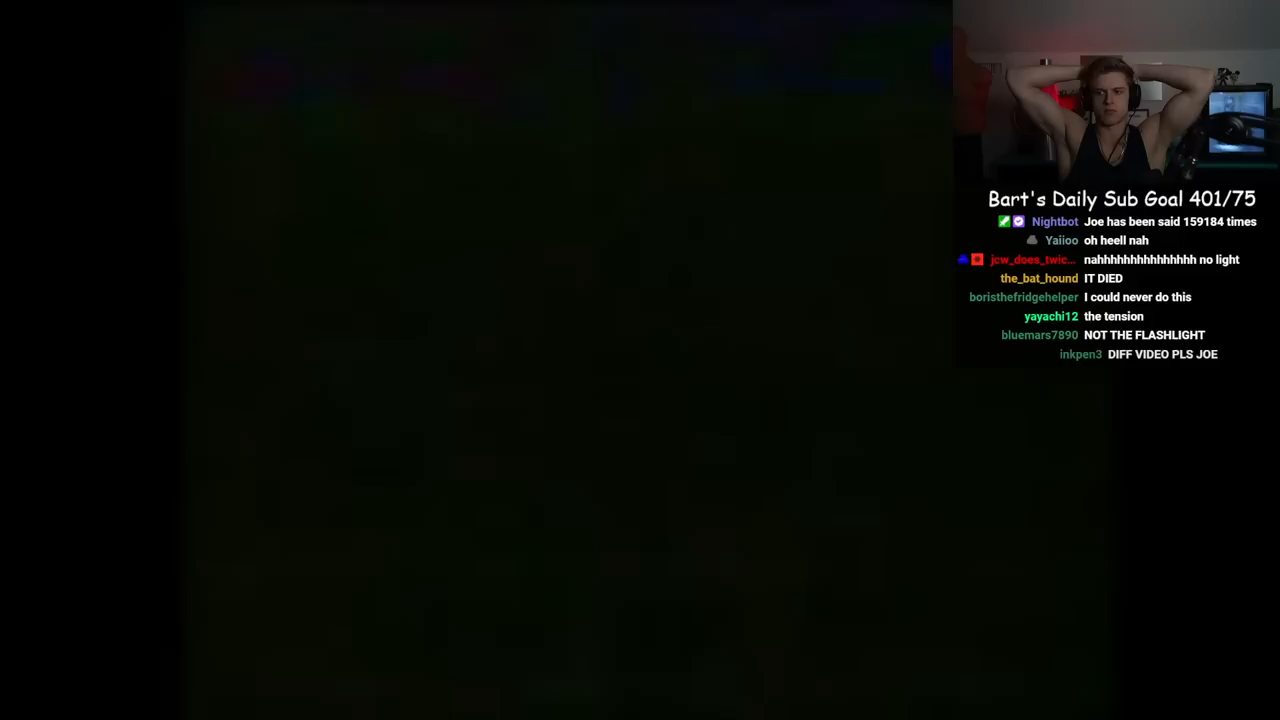 Bart's Daily Sub Goal 401/75
Nightbot Joe has been said 159184 times
Yaiioo oh heell nah
jcw_does_twic... nahhhhhhhhhhhhhhh no light
the_bat_hound IT DIED
boristhefridgehelper I could never do this
yayachi12 the tension
bluemars7890 NOT THE FLASHLIGHT
inkpen3 DIFF VIDEO PLS JOE